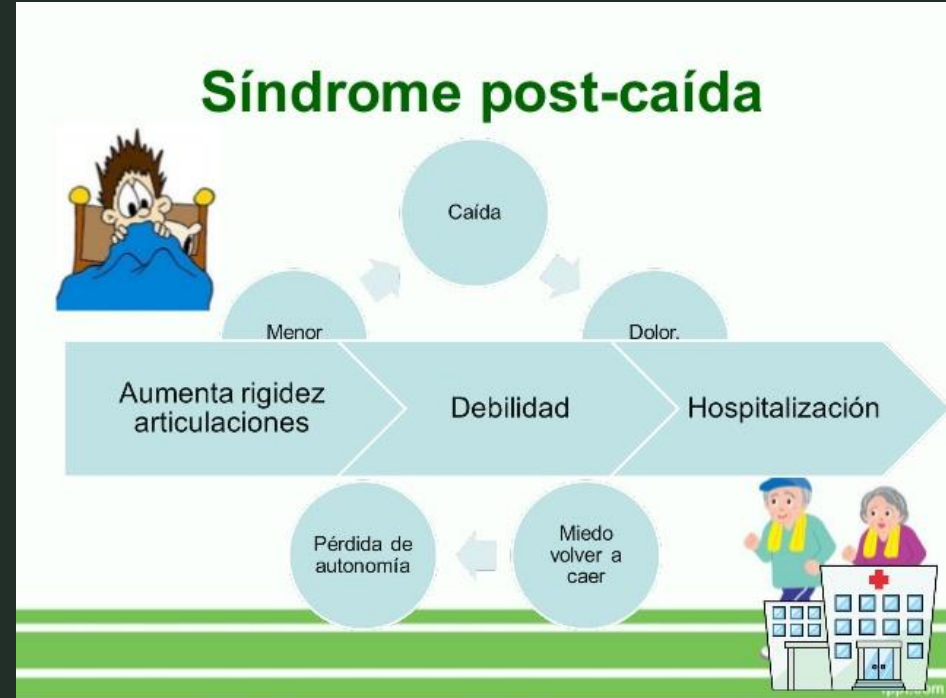 Síndrome post-caída
Caída
Menor
Dolor.
Aumenta rigidez
articulaciones
Debilidad
Hospitalización
Pérdida de
autonomía
Miedo
volver a
caer